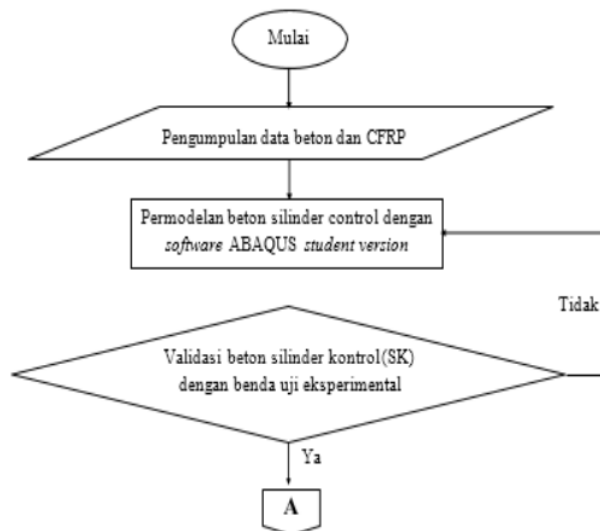 Mulai
Pengumpulan data beton dan CFRP
Permodelan beton silinder control dengan
software ABAQUS student version
Tidak
Validasi beton silinder kontrol(SK)
dengan benda uji eksperimental
Ya
A